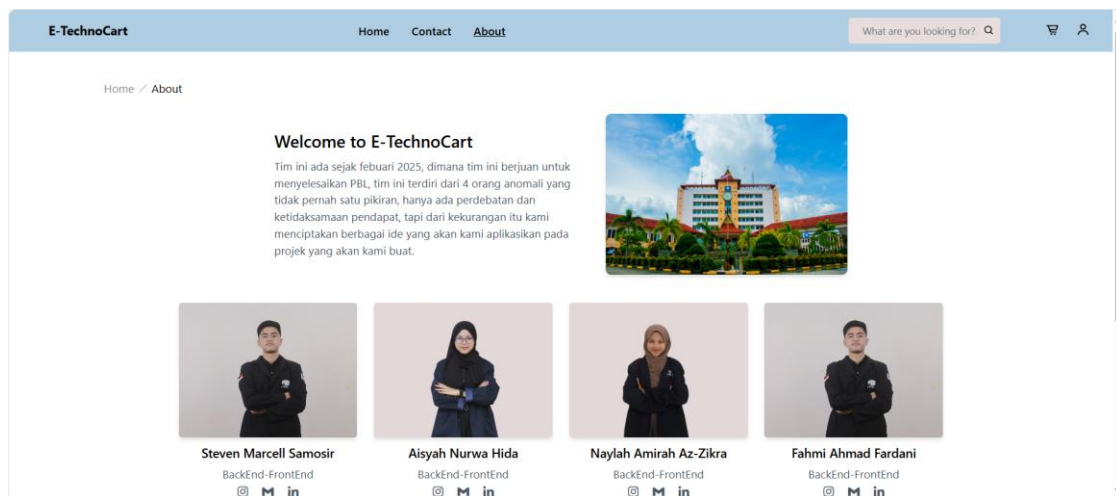 E-TechnoCart
Home Contact About
What are you looking for?
Home / About
Welcome to E-TechnoCart
Tim ini ada sejak febuari 2025, dimana tim ini berjuan untuk
menyelesaikan PBL, tim ini terdiri dari 4 orang anomali yang
tidak pernah satu pikiran, hanya ada perdebatan dan
ketidaksamaan pendapat, tapi dari kekurangan itu kami
menciptakan berbagai ide yang akan kami aplikasikan pada
projek yang akan kami buat.
Steven Marcell Samosir
BackEnd-FrontEnd
Aisyah Nurwa Hida
BackEnd-FrontEnd
Naylah Amirah Az-Zikra
BackEnd-FrontEnd
Fahmi Ahmad Fardani
BackEnd-FrontEnd